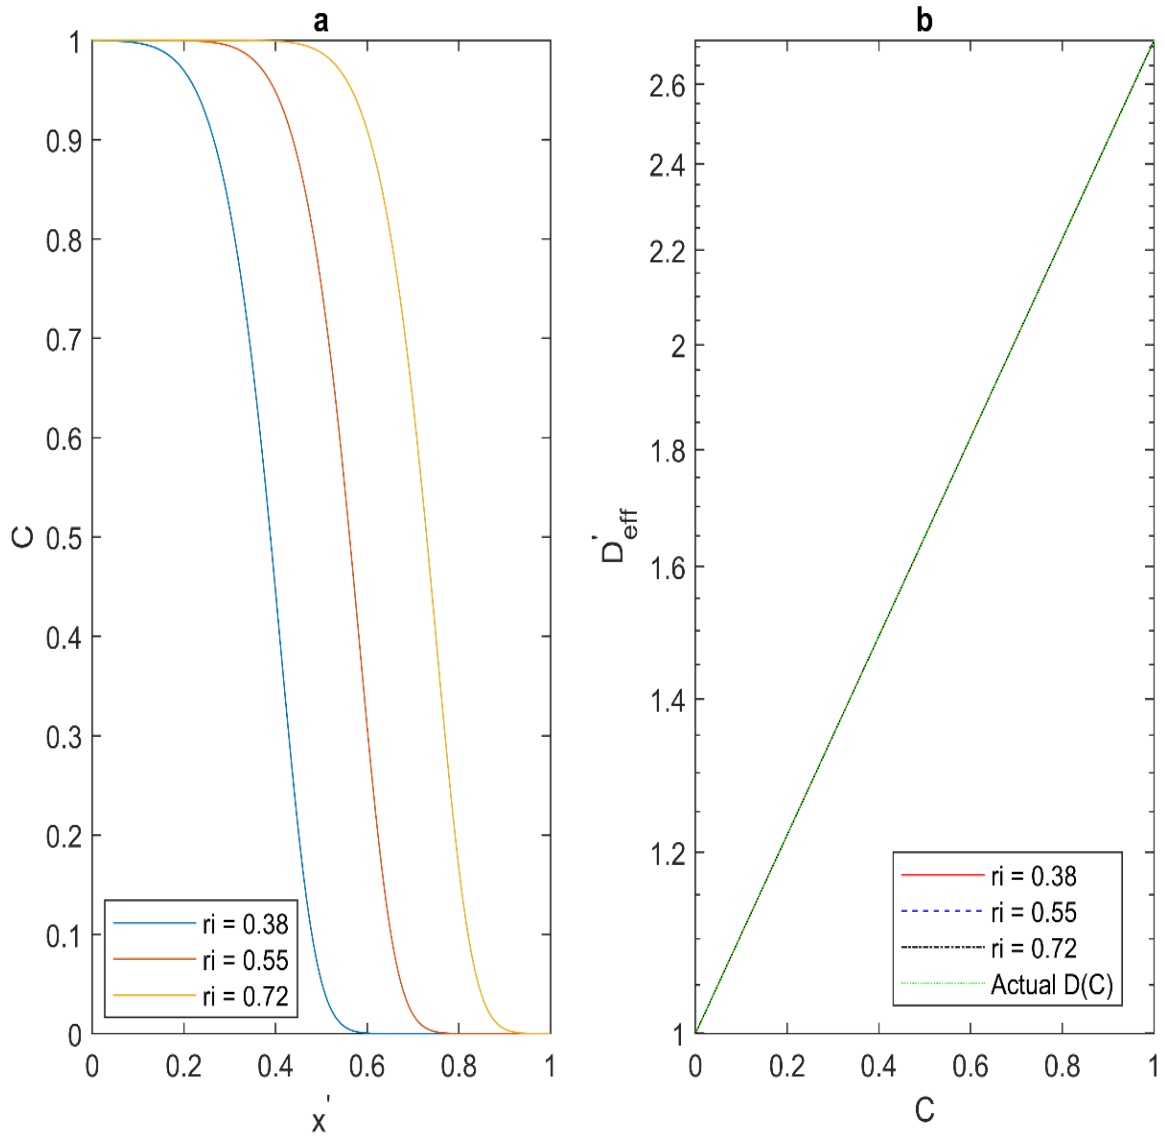 a
1
0.9
0.8
0.7
0.6
0.5
0.4
0.3
0.2
0.1
0
C
ri = 0.38
ri = 0.55
ri = 0.72
0 0.2 0.4 0.6 0.8 1
x'
b
2.6
2.4
2.2
2
1.8
1.6
1.4
1.2
1
D'eff
ri = 0.38
ri = 0.55
ri = 0.72
Actual D(C)
0 0.2 0.4 0.6 0.8 1
C